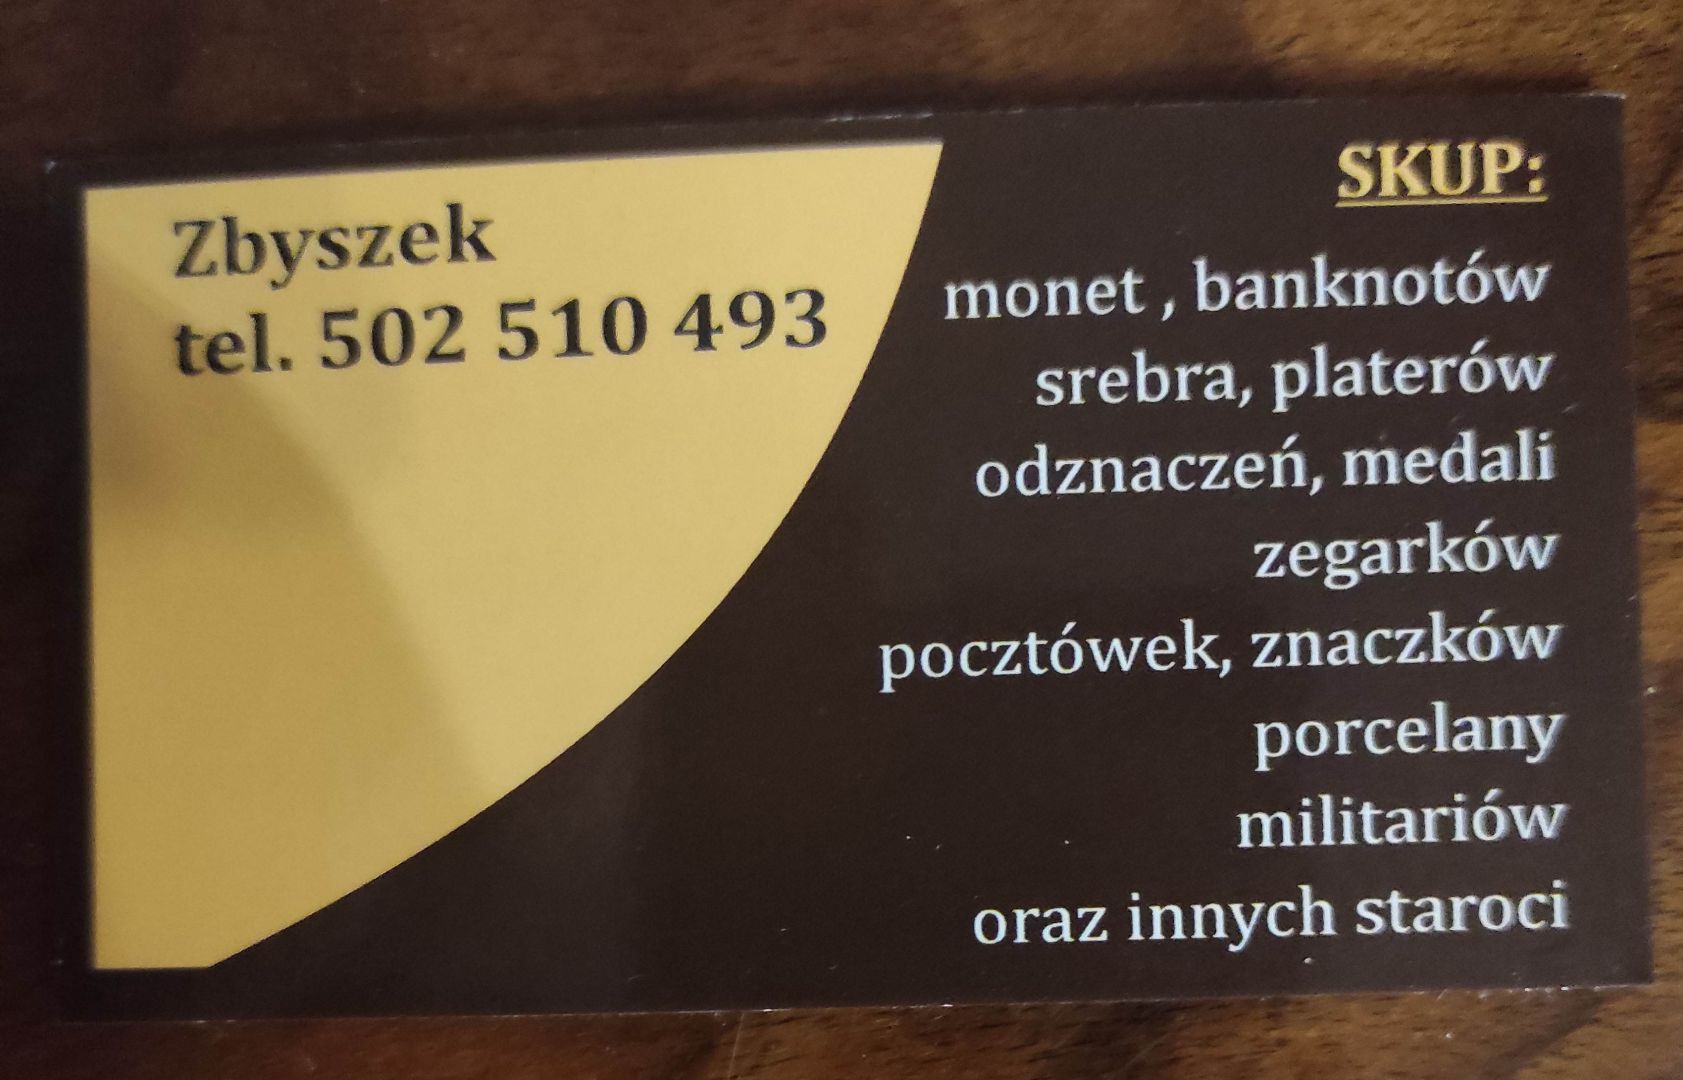 Zbyszek
tel. 502 510 493
SKUP:
monet , banknotów
srebra, platerów
odznaczeń, medali
zegarków
pocztówek, znaczków
porcelany
militariów
oraz innych staroci